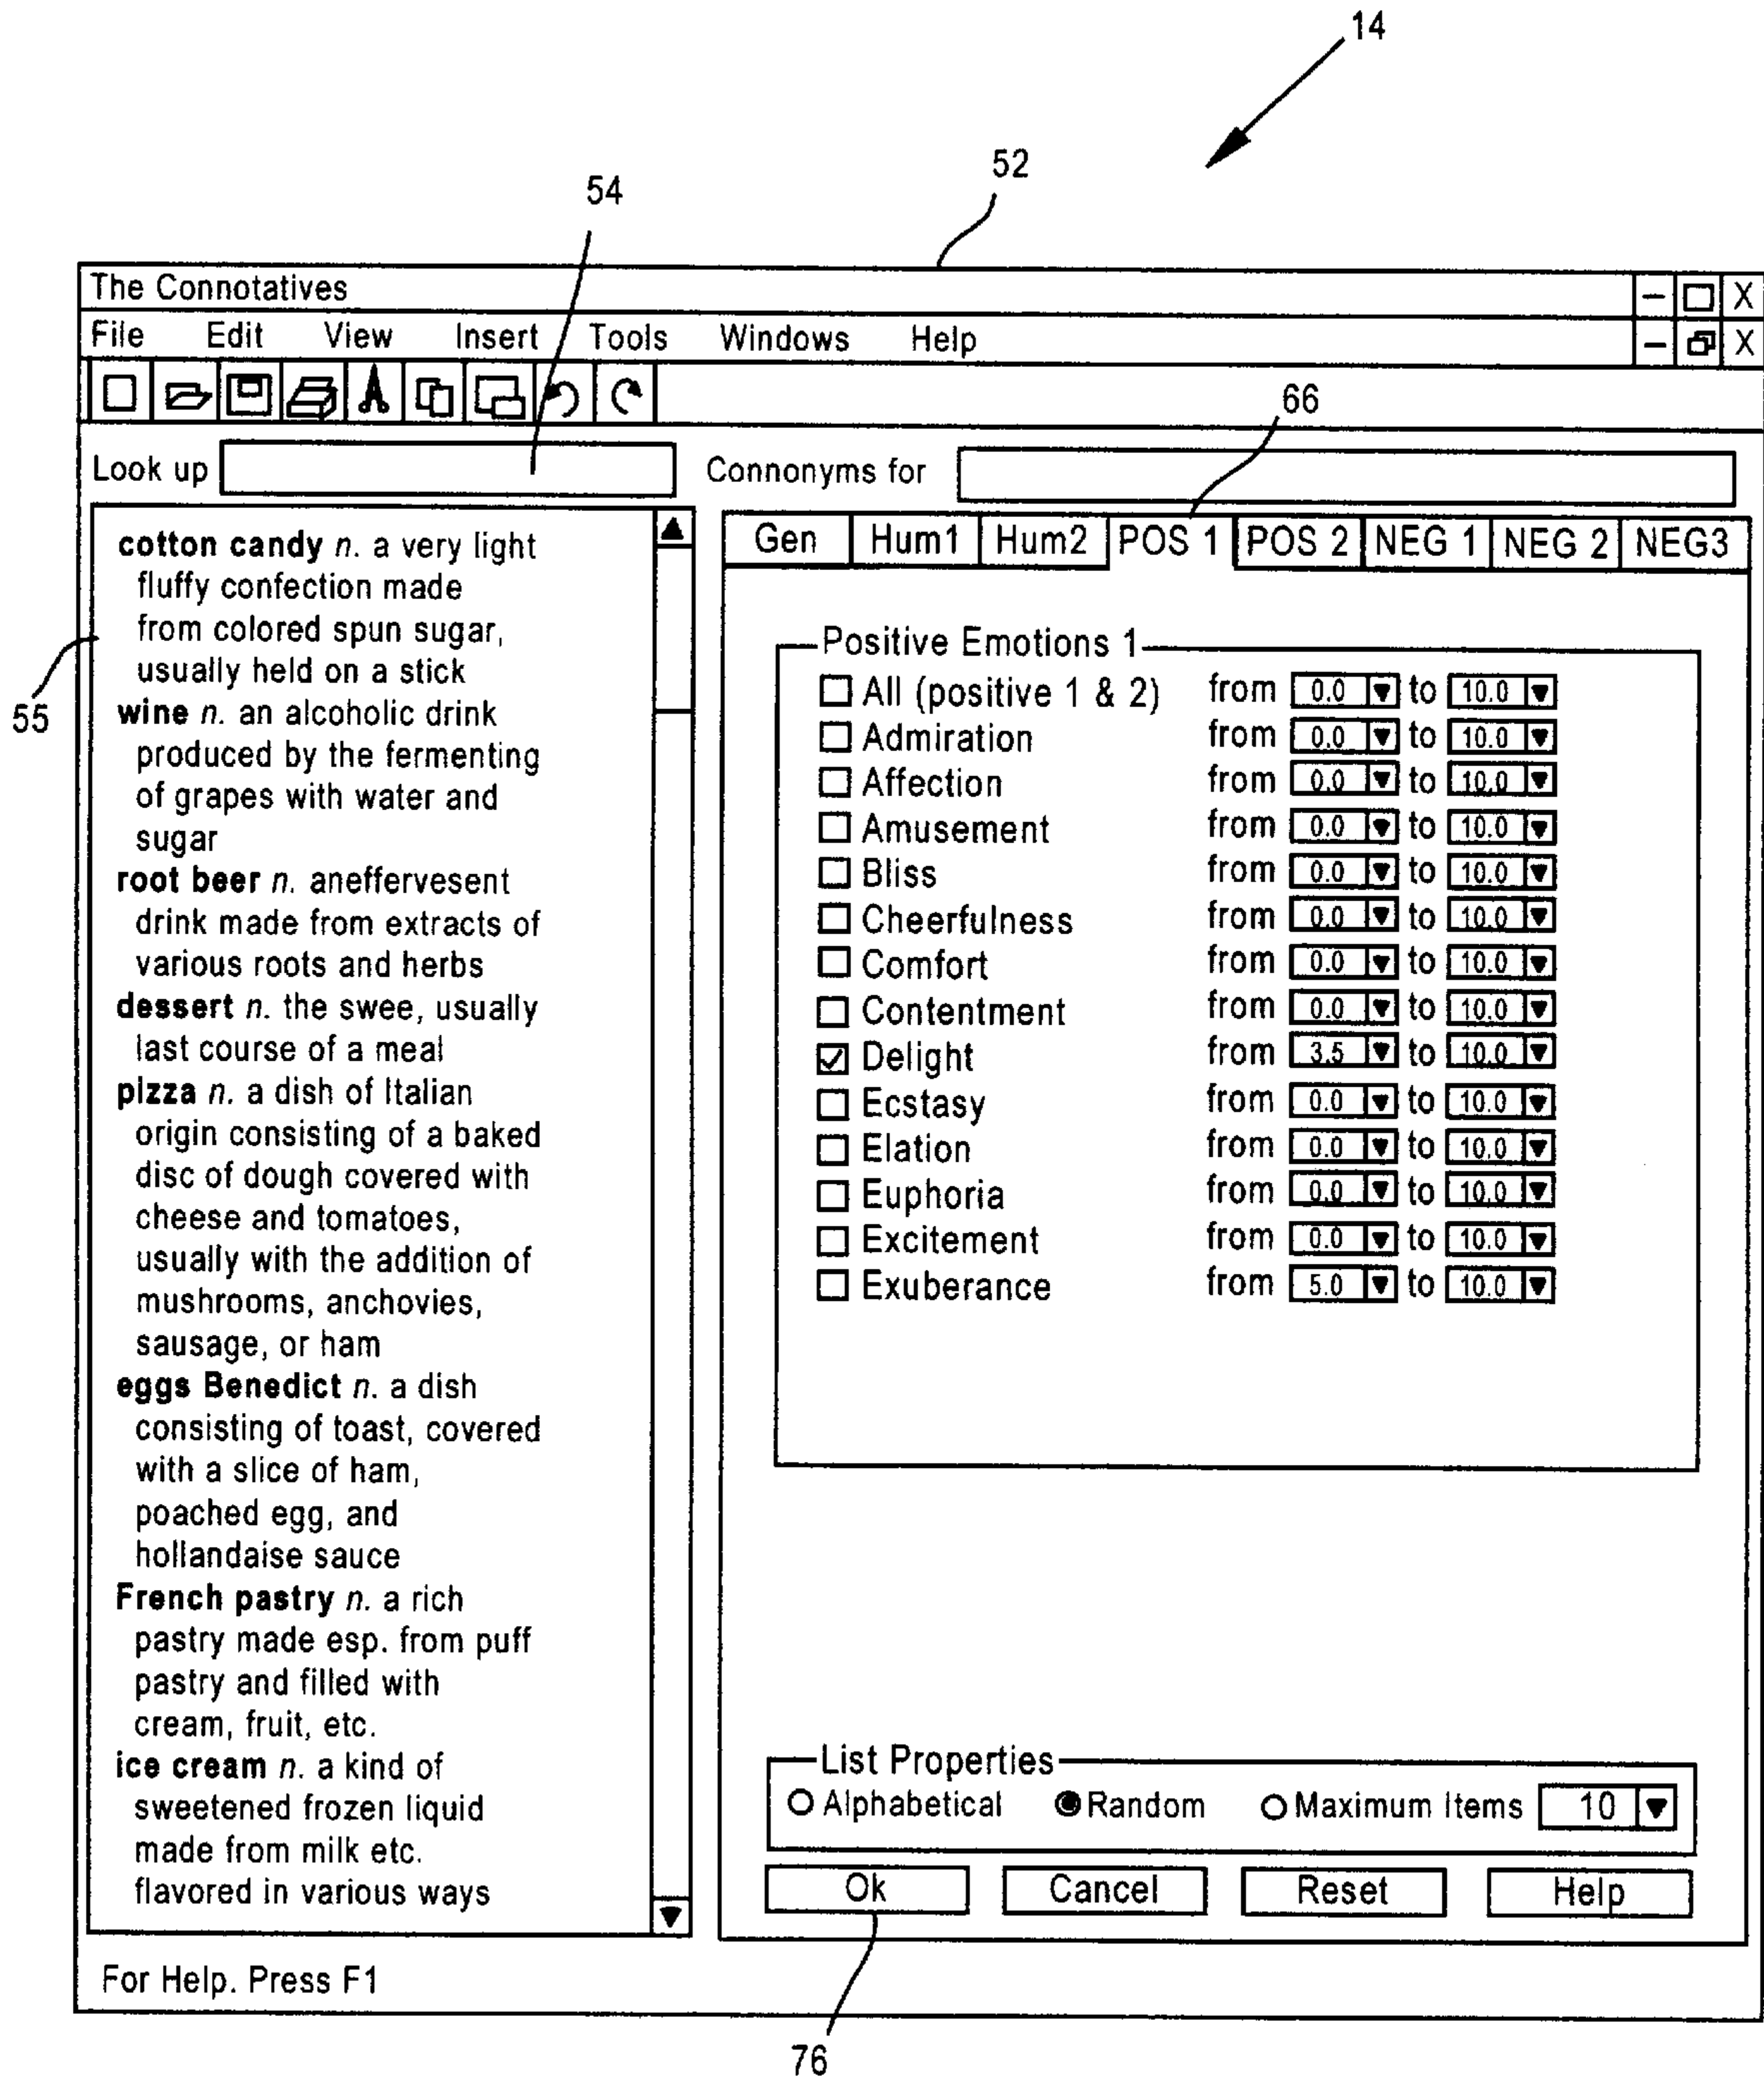 14
52
54
The Connotatives
File Edit View Insert Tools Windows Help
66
Look up Connonyms for
Gen Hum1 Hum2 POS 1 POS 2 NEG 1 NEG 2 NEG3
cotton candy n. a very light
fluffy confection made
from colored spun sugar,
usually held on a stick
wine n. an alcoholic drink
produced by the fermenting
of grapes with water and
sugar
root beer n. aneffervesent
drink made from extracts of
various roots and herbs
dessert n. the swee, usually
last course of a meal
pizza n. a dish of Italian
origin consisting of a baked
disc of dough covered with
cheese and tomatoes,
usually with the addition of
mushrooms, anchovies,
sausage, or ham
eggs Benedict n. a dish
consisting of toast, covered
with a slice of ham,
poached egg, and
hollandaise sauce
French pastry n. a rich
pastry made esp. from puff
pastry and filled with
cream, fruit, etc.
ice cream n. a kind of
sweetened frozen liquid
made from milk etc.
flavored in various ways
55
Positive Emotions 1
All (positive 1 & 2) from 0.0 to 10.0
Admiration from 0.0 to 10.0
Affection from 0.0 to 10.0
Amusement from 0.0 to 10.0
Bliss from 0.0 to 10.0
Cheerfulness from 0.0 to 10.0
Comfort from 0.0 to 10.0
Contentment from 0.0 to 10.0
Delight from 3.5 to 10.0
Ecstasy from 0.0 to 10.0
Elation from 0.0 to 10.0
Euphoria from 0.0 to 10.0
Excitement from 0.0 to 10.0
Exuberance from 5.0 to 10.0
List Properties
Alphabetical Random Maximum Items 10
Ok Cancel Reset Help
For Help. Press F1
76